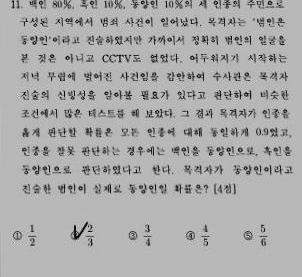 11. 백인 80%, 흑인 10%, 동양인 10%의 세 인종의 주민으로
구성된 지역에서 범죄 사건이 일어났다. 목격자는 '범인은
동양인'이라고 진술하였지만 가까이서 정확히 범인의 얼굴을
본 것은 아니고 CCTV도 없었다. 어두워지기 시작하는
저녁 무렵에 벌어진 사건임을 감안하여 수사관은 목격자
진술의 신빙성을 알아볼 필요가 있다고 판단하여 비슷한
조건에서 많은 테스트를 해 보았다. 그 결과 목격자가 인종을
옳게 판단할 확률은 모든 인종에 대해 동일하게 0.9였고,
인종을 잘못 판단하는 경우에는 백인을 동양인으로, 흑인을
동양인으로 판단하였다고 한다. 목격자가 동양인이라고
진술한 범인이 실제로 동양인일 확률은? [4점]
① 1/2 2/3 ③ 3/4 ④ 4/5 ⑤ 5/6